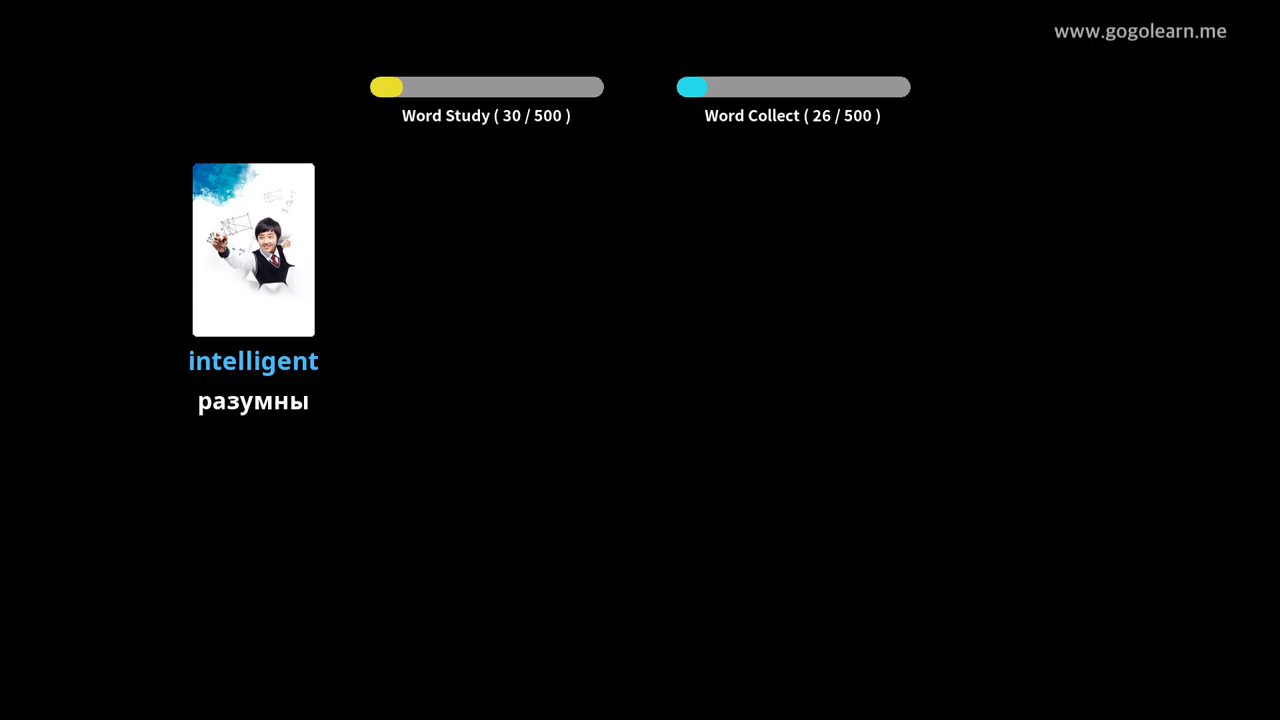 www.gogolearn.me
Word Study ( 30 / 500 )
Word Collect ( 26 / 500 )
intelligent
разумны